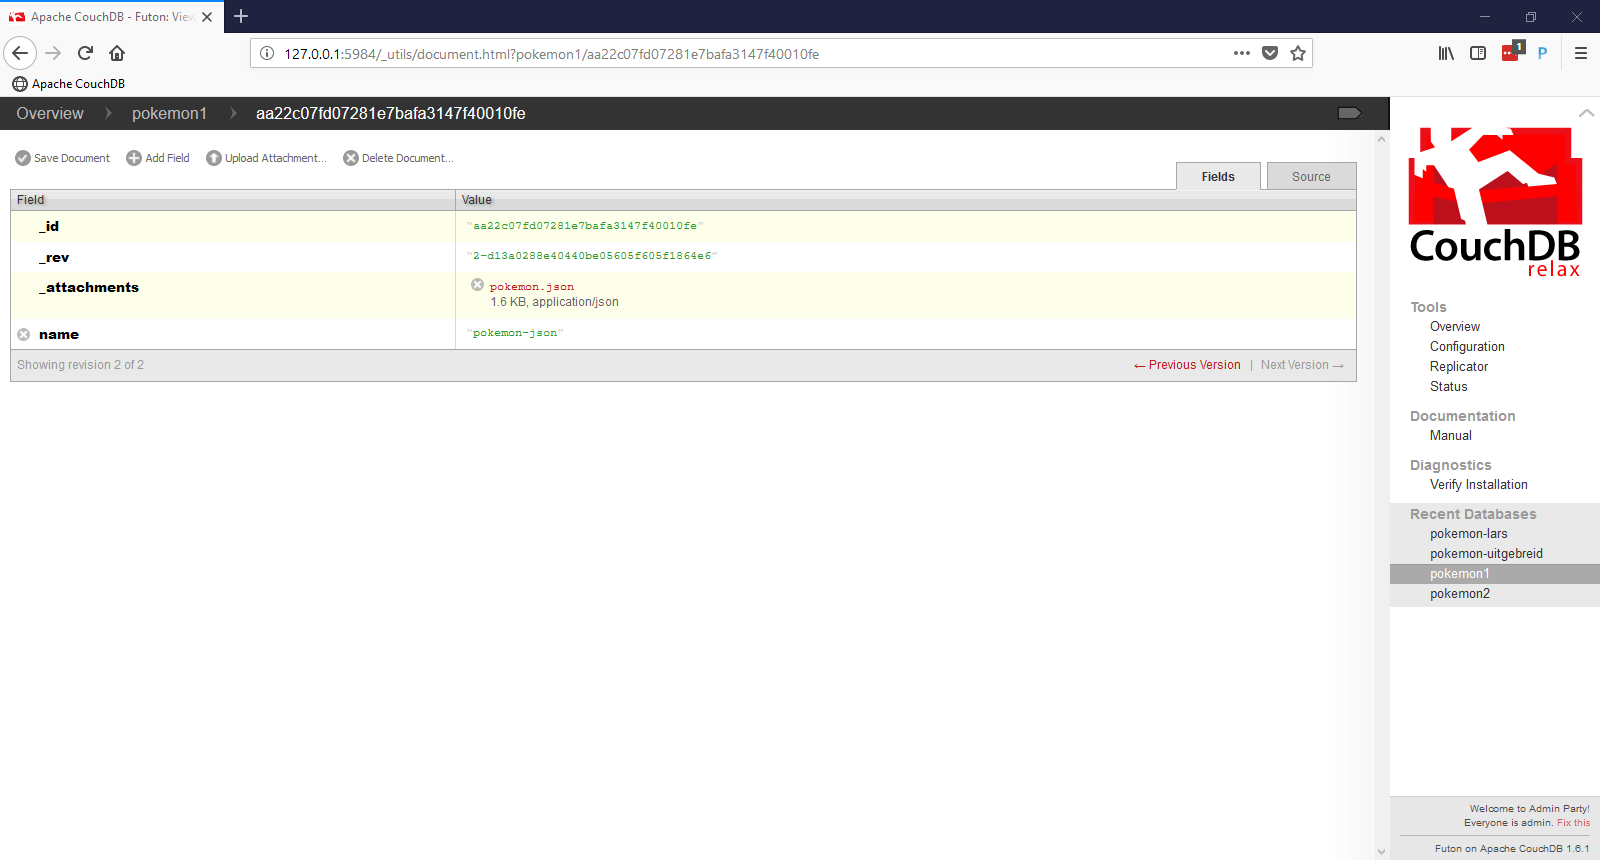 Apache CouchDB - Futon: View
127.0.0.1:5984/_utils/document.html?pokemon1/aa22c07fd07281e7bafa3147f40010fe
1
P
Apache CouchDB
Overview pokemon1 aa22c07fd07281e7bafa3147f40010fe
Save Document Add Field Upload Attachment... Delete Document...
Fields Source
Field Value
_id "aa22c07fd07281e7bafa3147f40010fe"
_rev "2-d13a0288e40440be05605f605f1864e6"
_attachments pokemon.json
1.6 KB, application/json
name "pokemon-json"
Showing revision 2 of 2 ← Previous Version | Next Version →
CouchDB
relax
Tools
Overview
Configuration
Replicator
Status
Documentation
Manual
Diagnostics
Verify Installation
Recent Databases
pokemon-lars
pokemon-uitgebreid
pokemon1
pokemon2
Welcome to Admin Party!
Everyone is admin. Fix this
Futon on Apache CouchDB 1.6.1